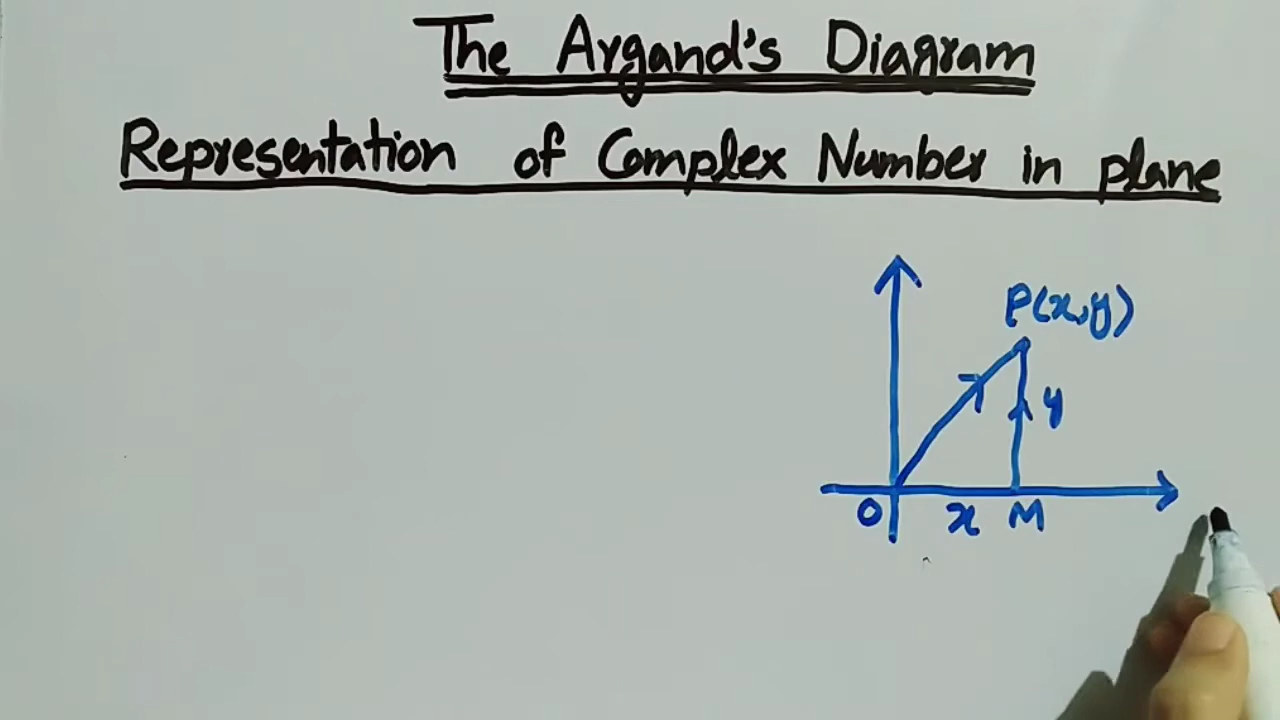 The Argand's Diagram
Representation of Complex Number in plane
P(x,y)
y
O x M